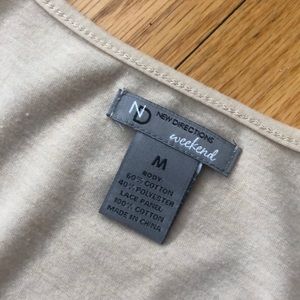 ND
NEW DIRECTIONS
weekend
M
BODY:
60% COTTON
40% POLYESTER
LACE PANEL:
100% COTTON
MADE IN CHINA